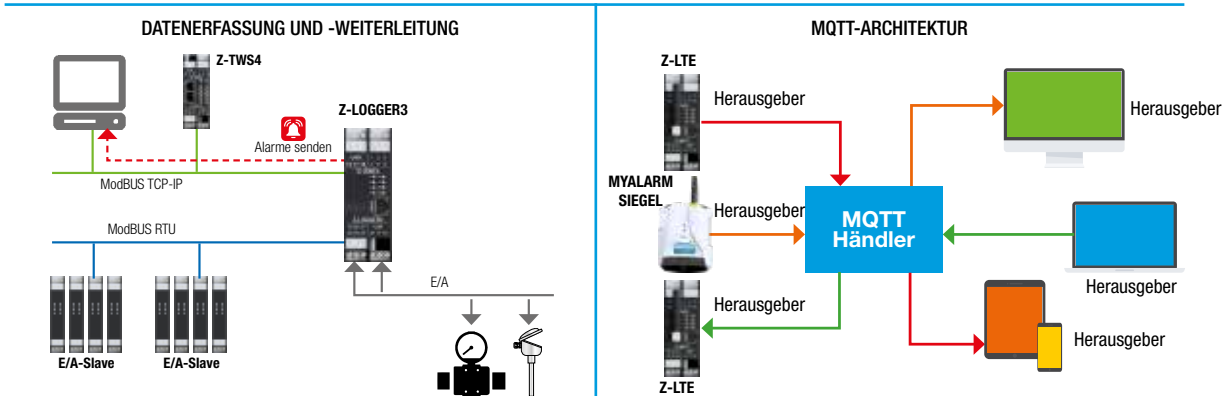 DATENERFASSUNG UND -WEITERLEITUNG
Z-TWS4
Z-LOGGER3
Alarme senden
ModBUS TCP-IP
ModBUS RTU
E/A
E/A-Slave
E/A-Slave
MQTT-ARCHITEKTUR
Z-LTE
Herausgeber
Herausgeber
MYALARM
SIEGEL
Herausgeber
MQTT
Händler
Herausgeber
Herausgeber
Herausgeber
Z-LTE